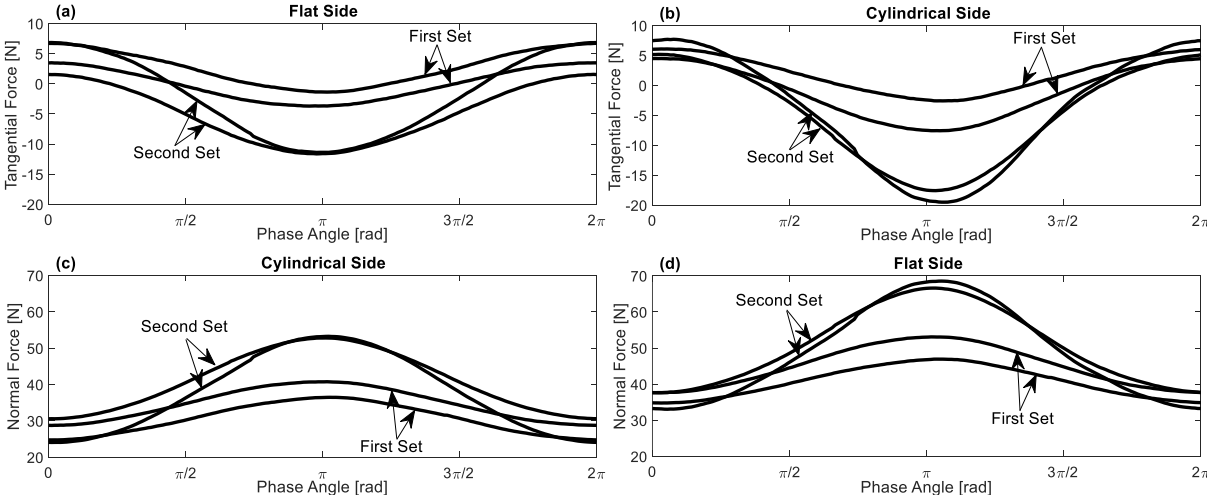 (a) Flat Side
10
5
0
-5
-10
-15
-20
Tangential Force [N]
First Set
Second Set
0 π/2 π 3π/2 2π
Phase Angle [rad]
(b) Cylindrical Side
10
5
0
-5
-10
-15
-20
Tangential Force [N]
First Set
Second Set
0 π/2 π 3π/2 2π
Phase Angle [rad]
(c) Cylindrical Side
70
60
50
40
30
20
Normal Force [N]
Second Set
First Set
0 π/2 π 3π/2 2π
Phase Angle [rad]
(d) Flat Side
70
60
50
40
30
20
Normal Force [N]
Second Set
First Set
0 π/2 π 3π/2 2π
Phase Angle [rad]